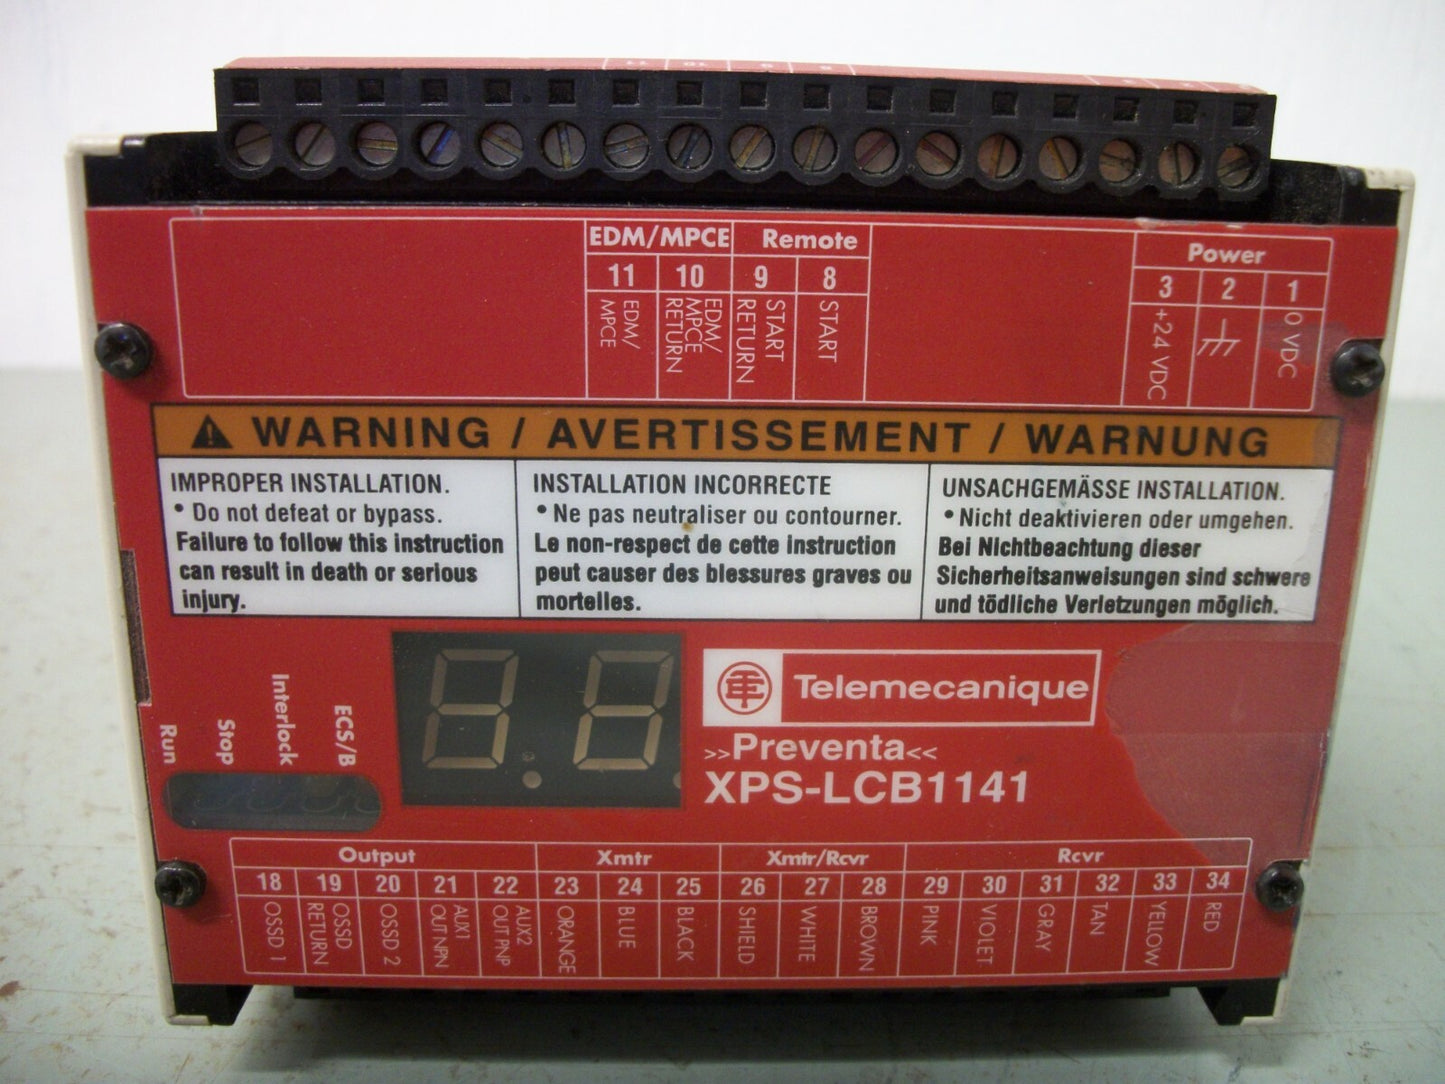 11 10 9 8
EDM/MPCE Remote Power
11 10 9 8 3 2 1
EDM/
MPCE
EDM/
MPCE
RETURN
START
RETURN
START
+24 VDC
0 VDC
WARNING / AVERTISSEMENT / WARNUNG
IMPROPER INSTALLATION.
• Do not defeat or bypass.
Failure to follow this instruction
can result in death or serious
injury.
INSTALLATION INCORRECTE
• Ne pas neutraliser ou contourner.
Le non-respect de cette instruction
peut causer des blessures graves ou
mortelles.
UNSACHGEMÄSSE INSTALLATION.
• Nicht deaktivieren oder umgehen.
Bei Nichtbeachtung dieser
Sicherheitsanweisungen sind schwere
und tödliche Verletzungen möglich.
Run
Stop
Interlock
ECS/B
Telemecanique
>>Preventa<<
XPS-LCB1141
Output Xmtr Xmtr/Rcvr Rcvr
18 19 20 21 22 23 24 25 26 27 28 29 30 31 32 33 34
OSSD 1
OSSD
RETURN
OSSD 2
AUX1
OUT NPN
AUX2
OUT PNP
ORANGE
BLUE
BLACK
SHIELD
WHITE
BROWN
PINK
VIOLET
GRAY
TAN
YELLOW
RED